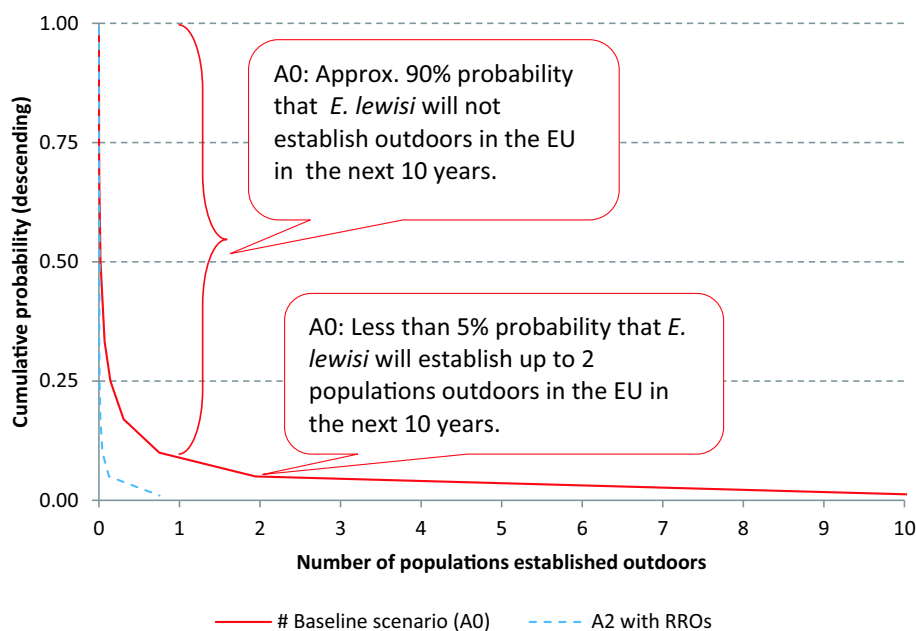 1.00
0.75
0.50
0.25
0.00
Cumulative probability (descending)
A0: Approx. 90% probability
that E. lewisi will not
establish outdoors in the EU
in the next 10 years.
A0: Less than 5% probability that E.
lewisi will establish up to 2
populations outdoors in the EU in
the next 10 years.
0 1 2 3 4 5 6 7 8 9 10
Number of populations established outdoors
# Baseline scenario (A0) A2 with RROs